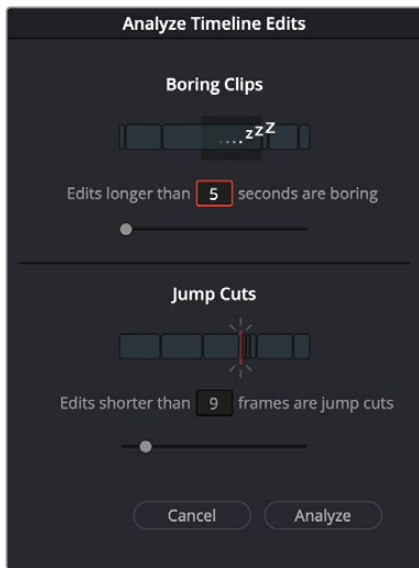 Analyze Timeline Edits
Boring Clips
zzZ
Edits longer than 5 seconds are boring
Jump Cuts
Edits shorter than 9 frames are jump cuts
Cancel Analyze